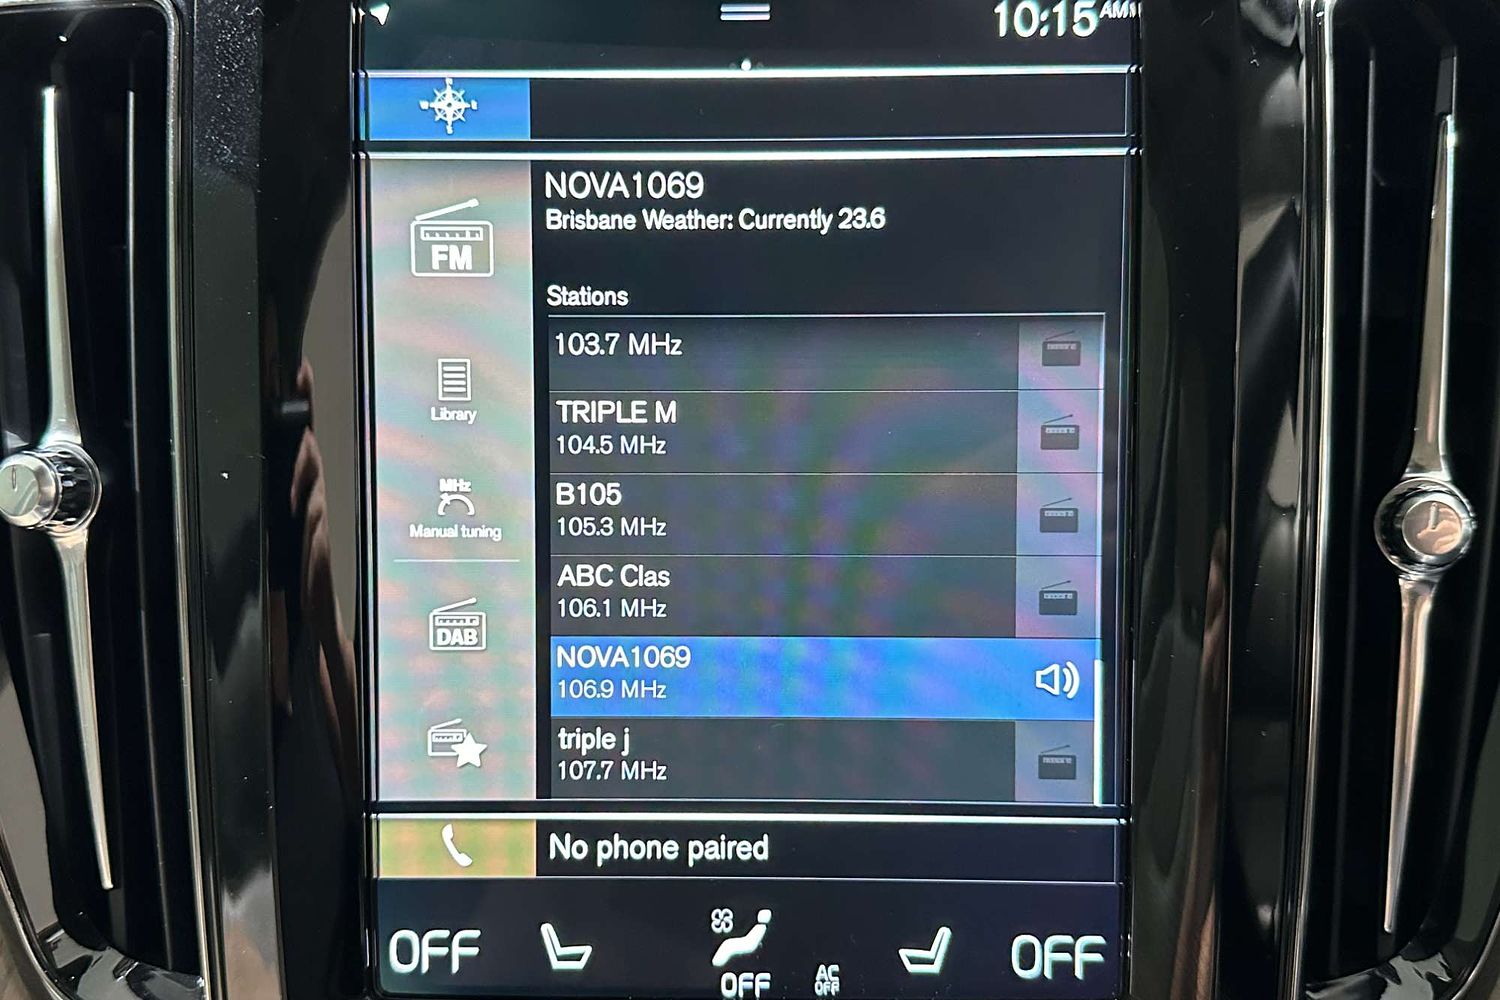 10:15AM
NOVA1069
Brisbane Weather: Currently 23.6
FM
Stations
103.7 MHz
Library
TRIPLE M
104.5 MHz
MHz
Manual tuning
B105
105.3 MHz
ABC Clas
106.1 MHz
DAB
NOVA1069
106.9 MHz
triple j
107.7 MHz
No phone paired
OFF
OFF
AC
OFF
OFF